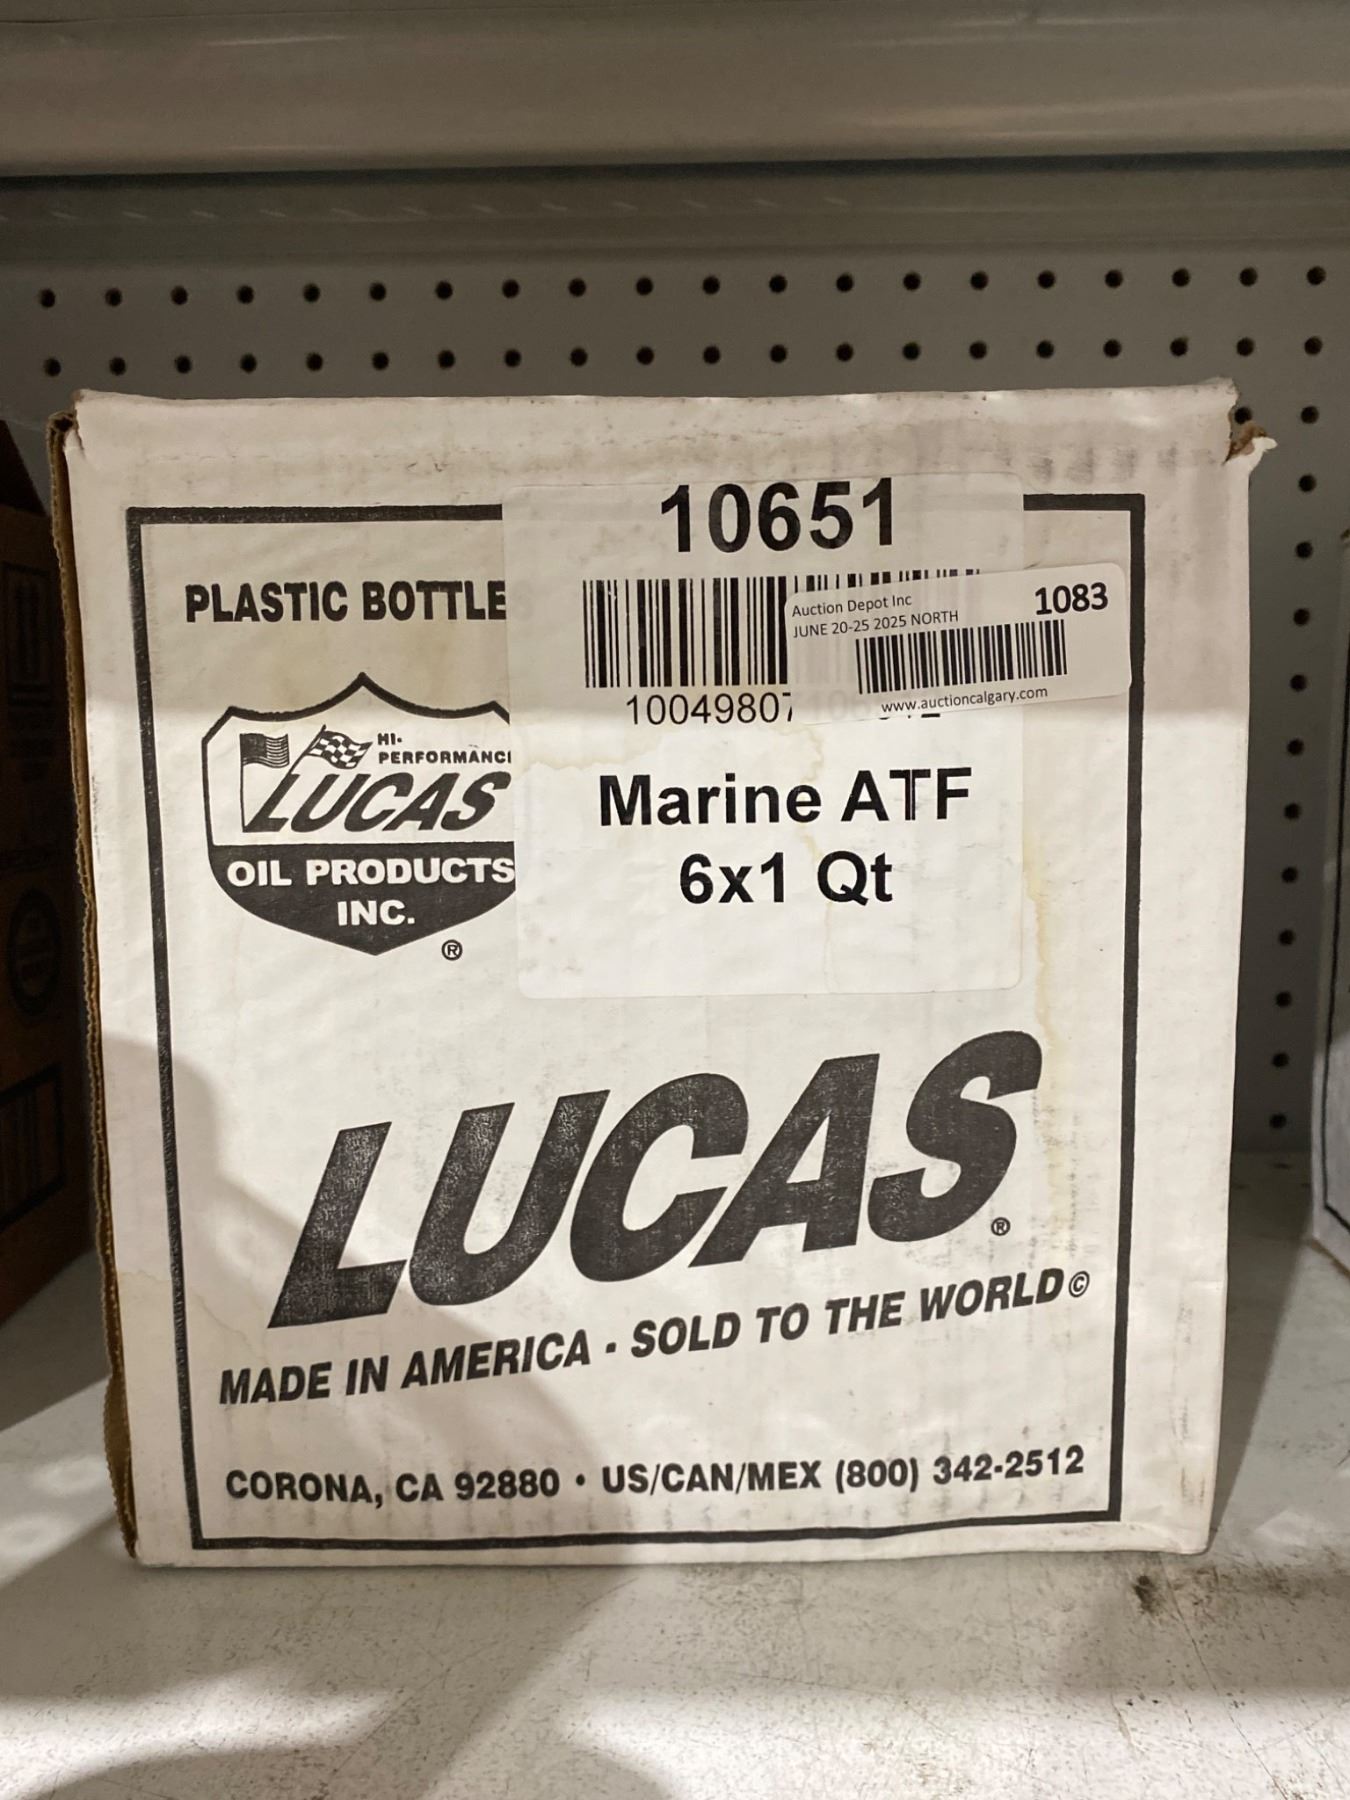 10651
PLASTIC BOTTLE
Auction Depot Inc
1083
JUNE 20-25 2025 NORTH
www.auctioncalgary.com
1004980
HI-
PERFORMANC
LUCAS
OIL PRODUCTS
INC.
®
Marine ATF
6x1 Qt
LUCAS®
MADE IN AMERICA · SOLD TO THE WORLD©
CORONA, CA 92880 • US/CAN/MEX (800) 342-2512